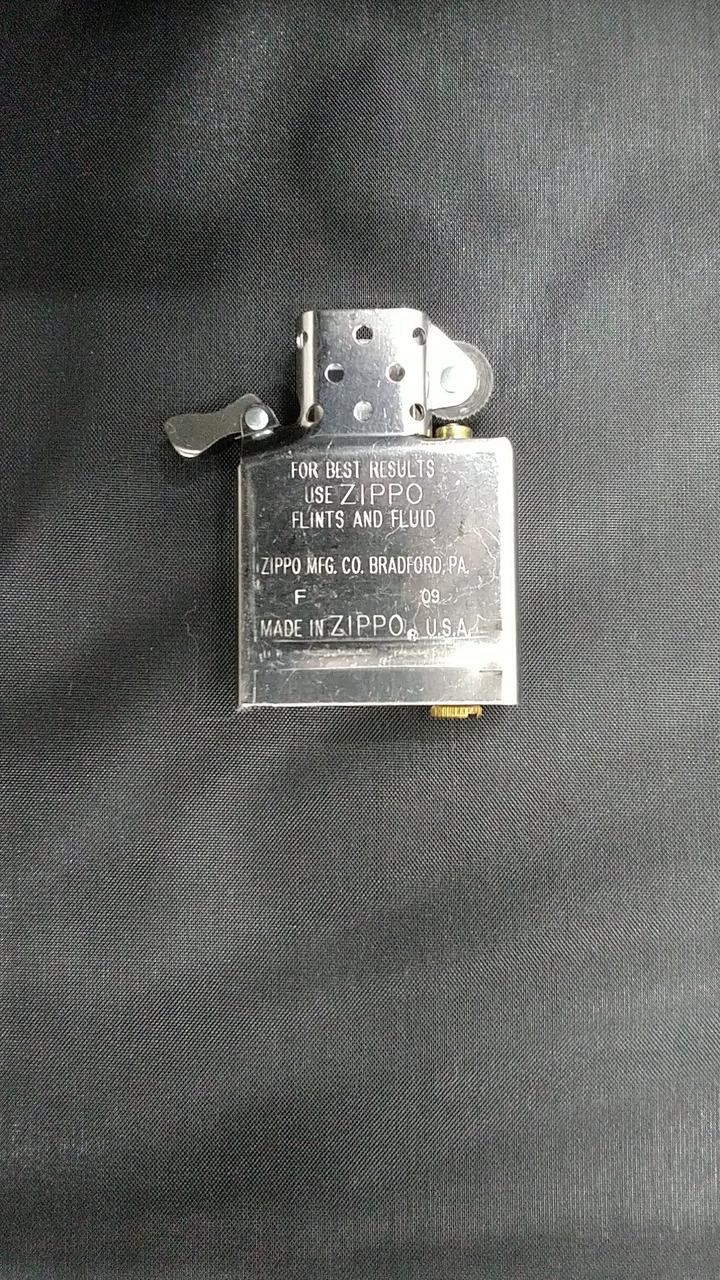 FOR BEST RESULTS
USE ZIPPO
FLINTS AND FLUID
ZIPPO MFG. CO. BRADFORD, PA.
F 09
MADE IN ZIPPO® U.S.A.